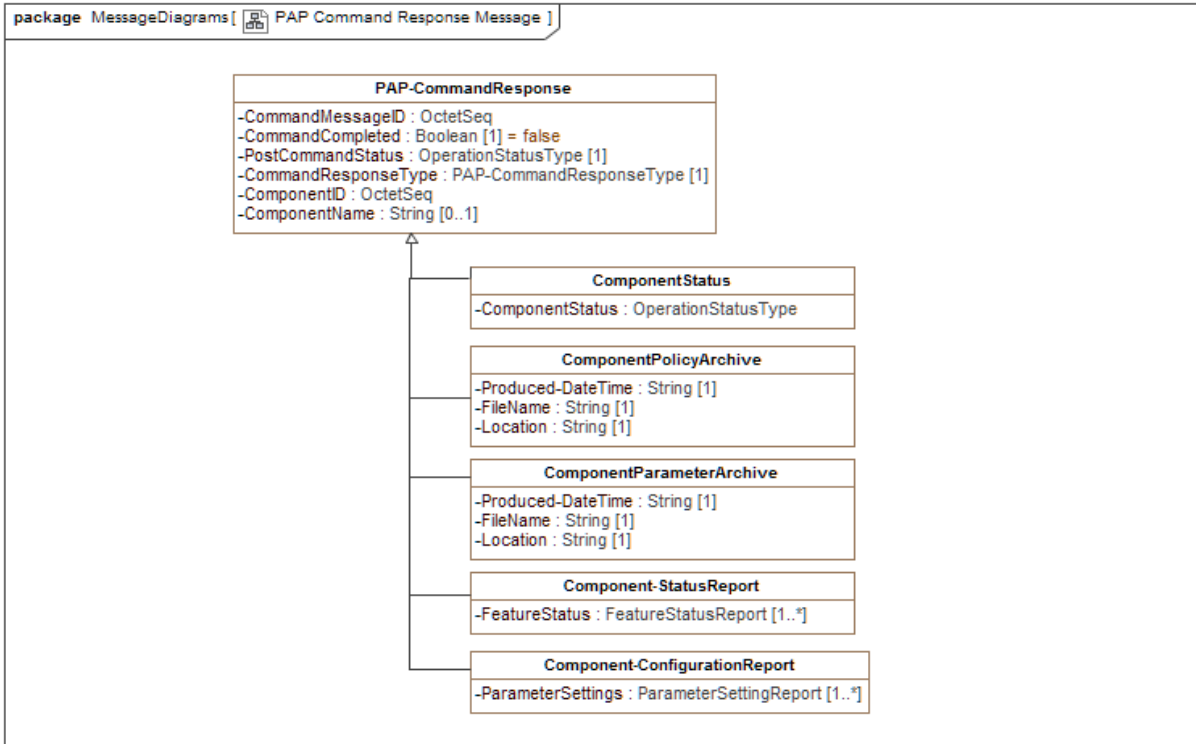 package MessageDiagrams [ PAP Command Response Message ]
PAP-CommandResponse
-CommandMessageID : OctetSeq
-CommandCompleted : Boolean [1] = false
-PostCommandStatus : OperationStatusType [1]
-CommandResponseType : PAP-CommandResponseType [1]
-ComponentID : OctetSeq
-ComponentName : String [0..1]
ComponentStatus
-ComponentStatus : OperationStatusType
ComponentPolicyArchive
-Produced-DateTime : String [1]
-FileName : String [1]
-Location : String [1]
ComponentParameterArchive
-Produced-DateTime : String [1]
-FileName : String [1]
-Location : String [1]
Component-StatusReport
-FeatureStatus : FeatureStatusReport [1..*]
Component-ConfigurationReport
-ParameterSettings : ParameterSettingReport [1..*]